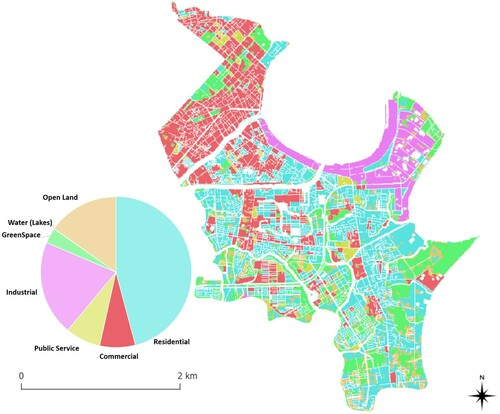 Open Land
Water (Lakes)
GreenSpace
Industrial
Public Service
Commercial
Residential
0 2 km
N